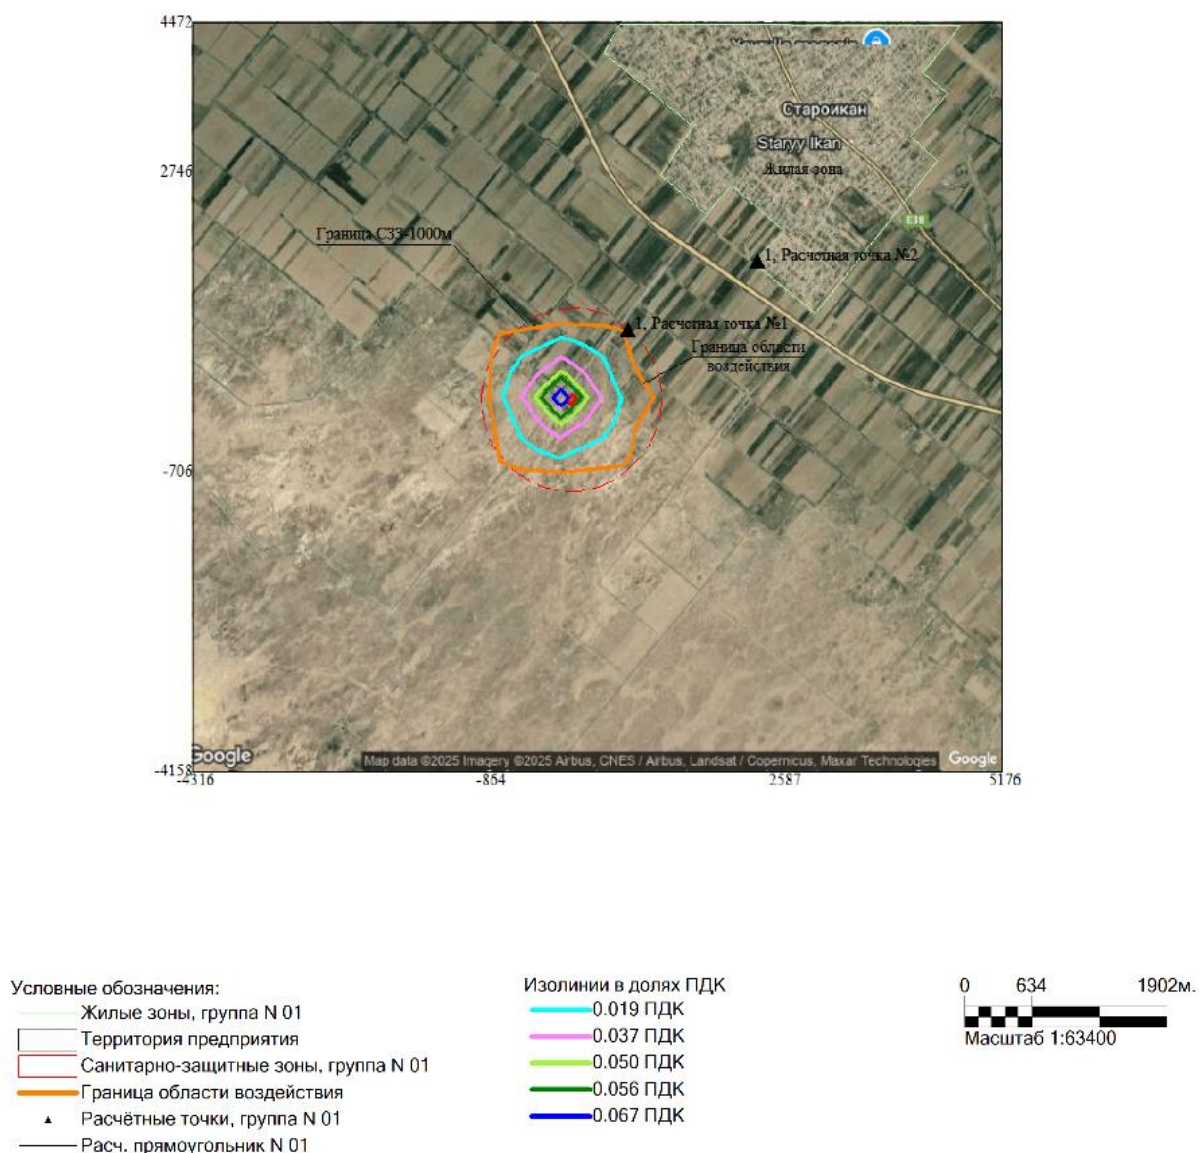 4472
Староикан
Staryy Ikan
2746
Жилая зона
E38
Граница СЗЗ-1000м
1, Расчетная точка №2
1, Расчетная точка №1
Граница области
воздействия
-706
Google
Map data ©2025 Imagery ©2025 Airbus, CNES / Airbus, Landsat / Copernicus, Maxar Technologies
Google
-4158
-4316
-854
2587
5176
Условные обозначения:
Жилые зоны, группа N 01
Территория предприятия
Санитарно-защитные зоны, группа N 01
Граница области воздействия
Расчётные точки, группа N 01
Расч. прямоугольник N 01
Изолинии в долях ПДК
0.019 ПДК
0.037 ПДК
0.050 ПДК
0.056 ПДК
0.067 ПДК
0 634 1902м.
Масштаб 1:63400